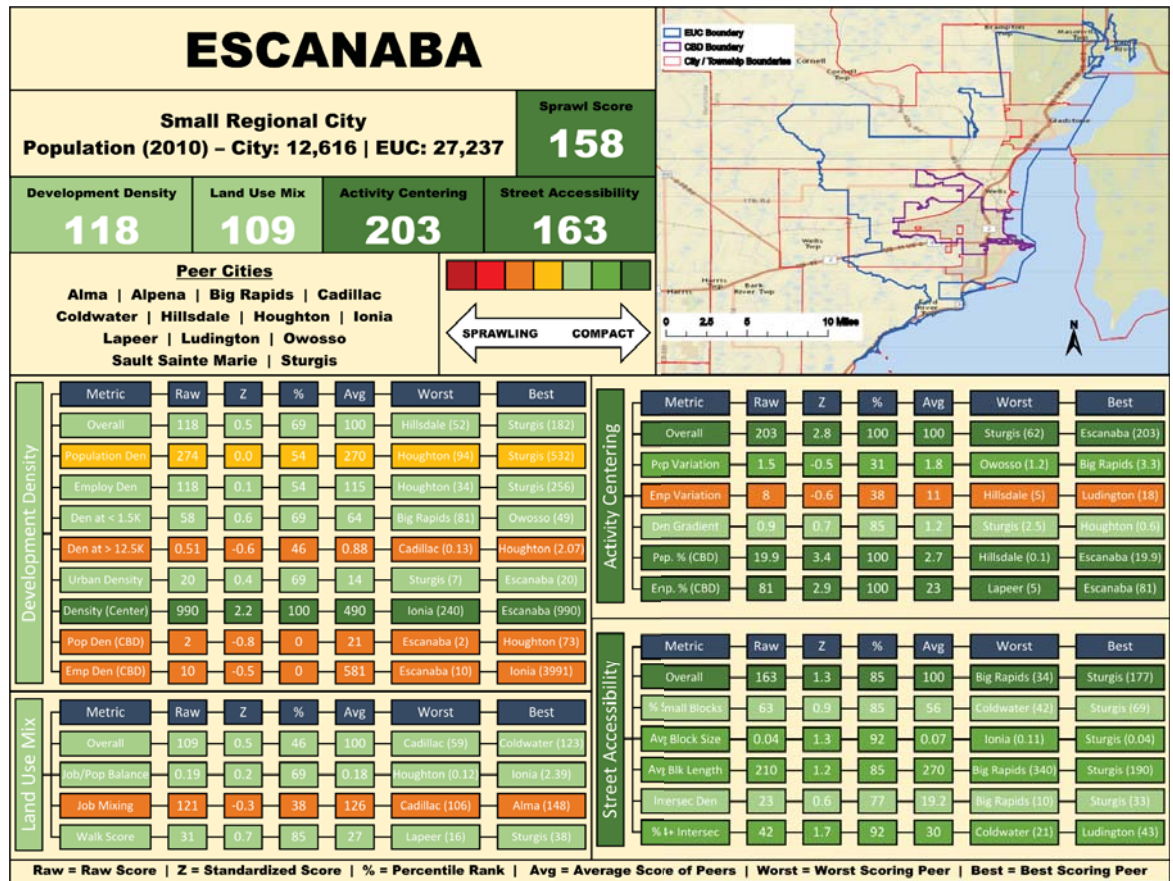 ESCANABA
Small Regional City
Population (2010) – City: 12,616 | EUC: 27,237
Sprawl Score
158
Development Density
118
Land Use Mix
109
Activity Centering
203
Street Accessibility
163
Peer Cities
Alma | Alpena | Big Rapids | Cadillac
Coldwater | Hillsdale | Houghton | Ionia
Lapeer | Ludington | Owosso
Sault Sainte Marie | Sturgis
SPRAWLING COMPACT
EUC Boundary
CBD Boundary
City / Township Boundaries
Cornell
Cornell Twp
Brampton Twp
Masonville Twp
Gladstone
Wells
Wells Twp
Harris
Harris Twp
Bark River Twp
Ford River Twp
0 2.5 5 10 Miles
N
Development Density
Metric Raw Z % Avg Worst Best
Overall 118 0.5 69 100 Hillsdale (52) Sturgis (182)
Population Den 274 0.0 54 270 Houghton (94) Sturgis (532)
Employ Den 118 0.1 54 115 Houghton (34) Sturgis (256)
Den at < 1.5K 58 0.6 69 64 Big Rapids (81) Owosso (49)
Den at > 12.5K 0.51 -0.6 46 0.88 Cadillac (0.13) Houghton (2.07)
Urban Density 20 0.4 69 14 Sturgis (7) Escanaba (20)
Density (Center) 990 2.2 100 490 Ionia (240) Escanaba (990)
Pop Den (CBD) 2 -0.8 0 21 Escanaba (2) Houghton (73)
Emp Den (CBD) 10 -0.5 0 581 Escanaba (10) Ionia (3991)
Land Use Mix
Metric Raw Z % Avg Worst Best
Overall 109 0.5 46 100 Cadillac (59) Coldwater (123)
Job/Pop Balance 0.19 0.2 69 0.18 Houghton (0.12) Ionia (2.39)
Job Mixing 121 -0.3 38 126 Cadillac (106) Alma (148)
Walk Score 31 0.7 85 27 Lapeer (16) Sturgis (38)
Activity Centering
Metric Raw Z % Avg Worst Best
Overall 203 2.8 100 100 Sturgis (62) Escanaba (203)
Pop Variation 1.5 -0.5 31 1.8 Owosso (1.2) Big Rapids (3.3)
Emp Variation 8 -0.6 38 11 Hillsdale (5) Ludington (18)
Den Gradient 0.9 0.7 85 1.2 Sturgis (2.5) Houghton (0.6)
Pop. % (CBD) 19.9 3.4 100 2.7 Hillsdale (0.1) Escanaba (19.9)
Emp. % (CBD) 81 2.9 100 23 Lapeer (5) Escanaba (81)
Street Accessibility
Metric Raw Z % Avg Worst Best
Overall 163 1.3 85 100 Big Rapids (34) Sturgis (177)
% Small Blocks 63 0.9 85 56 Coldwater (42) Sturgis (69)
Avg Block Size 0.04 1.3 92 0.07 Ionia (0.11) Sturgis (0.04)
Avg Blk Length 210 1.2 85 270 Big Rapids (340) Sturgis (190)
Intersec Den 23 0.6 77 19.2 Big Rapids (10) Sturgis (33)
% 4+ Intersec 42 1.7 92 30 Coldwater (21) Ludington (43)
Raw = Raw Score | Z = Standardized Score | % = Percentile Rank | Avg = Average Score of Peers | Worst = Worst Scoring Peer | Best = Best Scoring Peer